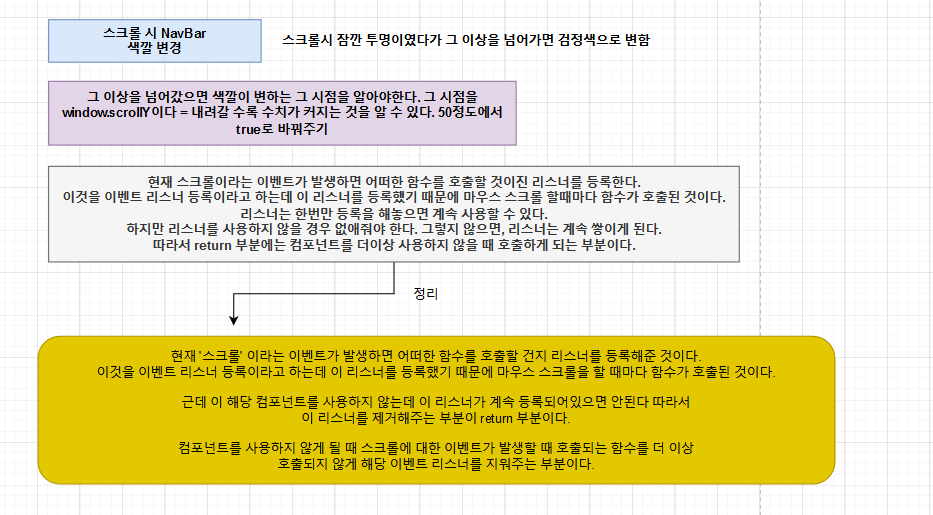 스크롤 시 NavBar
색깔 변경
스크롤시 잠깐 투명이였다가 그 이상을 넘어가면 검정색으로 변함
그 이상을 넘어갔으면 색깔이 변하는 그 시점을 알아야한다. 그 시점을
window.scrollY이다 = 내려갈 수록 수치가 커지는 것을 알 수 있다. 50정도에서
true로 바꿔주기
현재 스크롤이라는 이벤트가 발생하면 어떠한 함수를 호출할 것이진 리스너를 등록한다.
이것을 이벤트 리스너 등록이라고 하는데 이 리스너를 등록했기 때문에 마우스 스크롤 할때마다 함수가 호출된 것이다.
리스너는 한번만 등록을 해놓으면 계속 사용할 수 있다.
하지만 리스너를 사용하지 않을 경우 없애줘야 한다. 그렇지 않으면, 리스너는 계속 쌓이게 된다.
따라서 return 부분에는 컴포넌트를 더이상 사용하지 않을 때 호출하게 되는 부분이다.
정리
현재 '스크롤' 이라는 이벤트가 발생하면 어떠한 함수를 호출할 건지 리스너를 등록해준 것이다.
이것을 이벤트 리스너 등록이라고 하는데 이 리스너를 등록했기 때문에 마우스 스크롤을 할 때마다 함수가 호출된 것이다.
근데 이 해당 컴포넌트를 사용하지 않는데 이 리스너가 계속 등록되어있으면 안된다 따라서
이 리스너를 제거해주는 부분이 return 부분이다.
컴포넌트를 사용하지 않게 될 때 스크롤에 대한 이벤트가 발생할 때 호출되는 함수를 더 이상
호출되지 않게 해당 이벤트 리스너를 지워주는 부분이다.